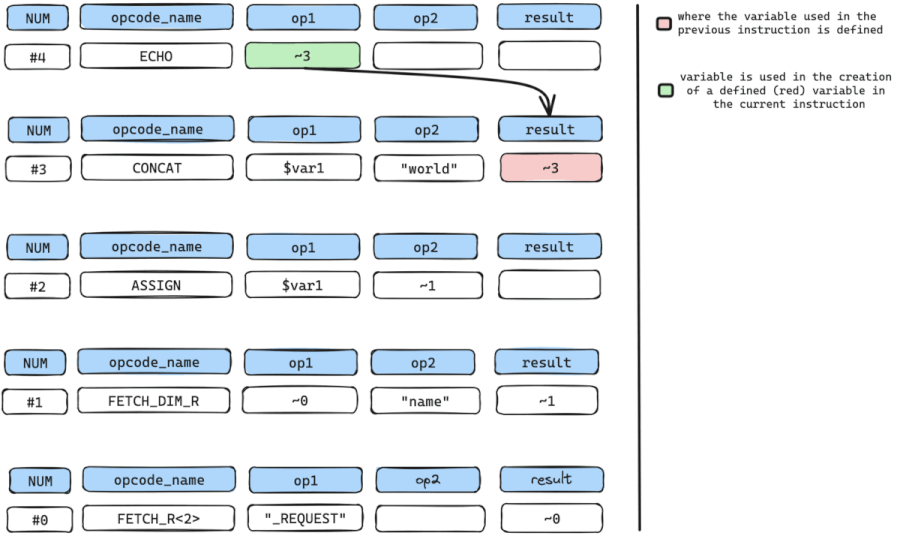 NUM opcode_name op1 op2 result
#4 ECHO ~3
NUM opcode_name op1 op2 result
#3 CONCAT $var1 "world" ~3
NUM opcode_name op1 op2 result
#2 ASSIGN $var1 ~1
NUM opcode_name op1 op2 result
#1 FETCH_DIM_R ~0 "name" ~1
NUM opcode_name op1 op2 result
#0 FETCH_R<2> "_REQUEST" ~0
where the variable used in the
previous instruction is defined
variable is used in the creation
of a defined (red) variable in
the current instruction